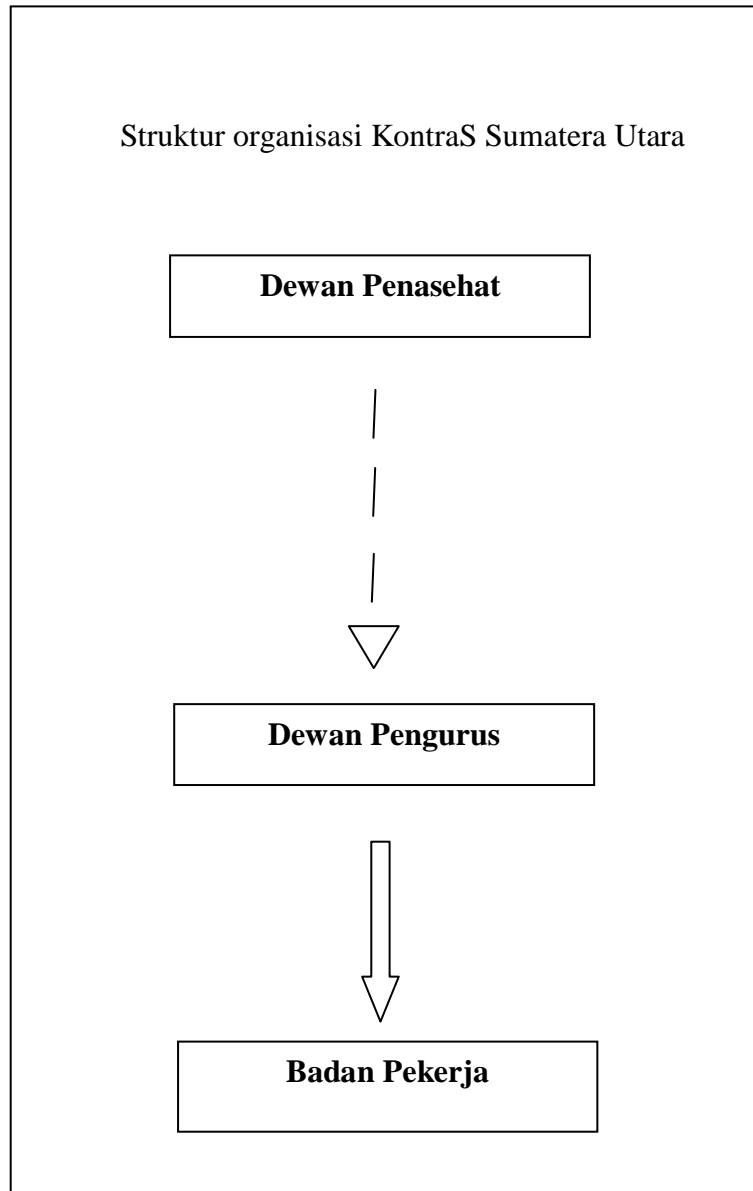 Struktur organisasi KontraS Sumatera Utara
Dewan Penasehat
Dewan Pengurus
Badan Pekerja